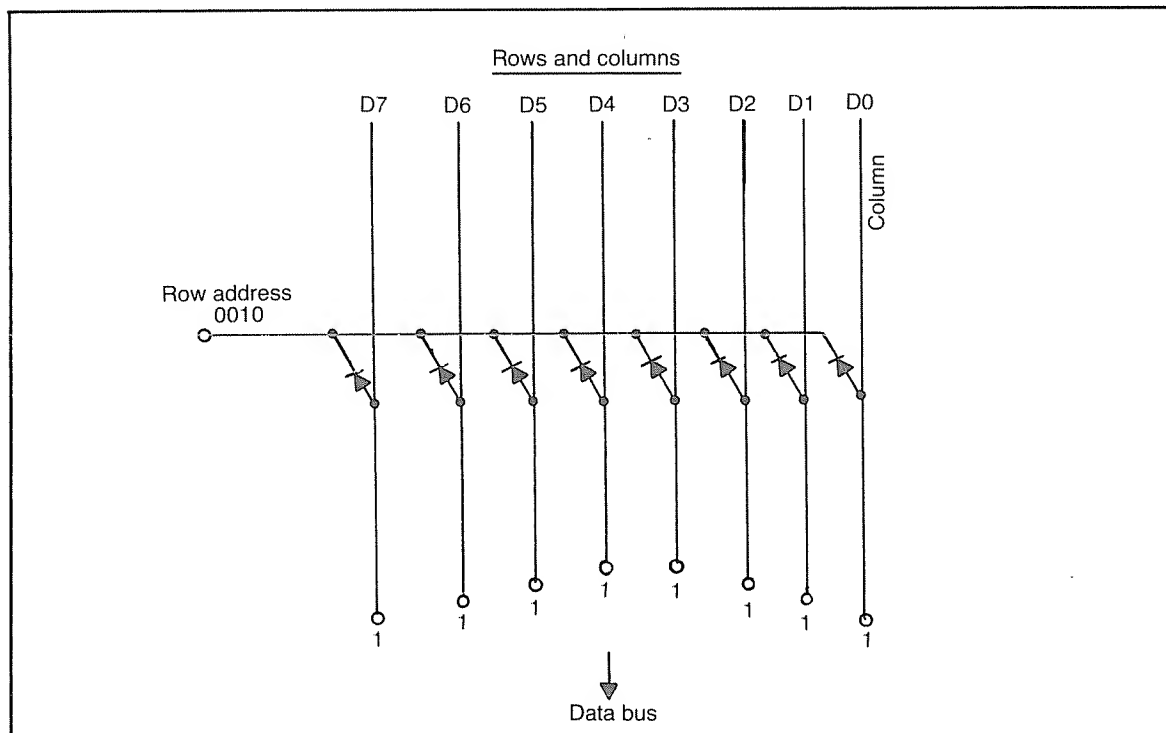 Rows and columns
D7 D6 D5 D4 D3 D2 D1 D0
Column
Row address
0010
1 1 1 1 1 1 1 1
Data bus